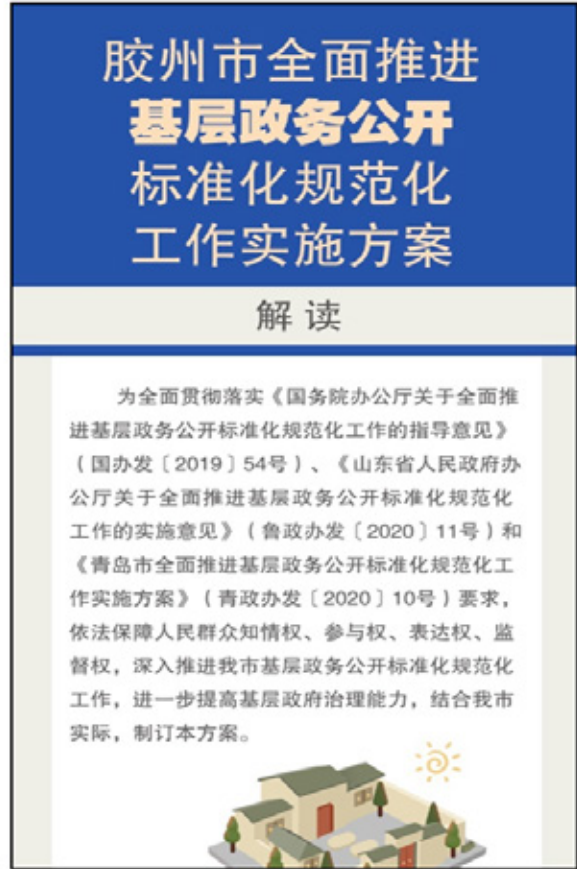 胶州市全面推进
基层政务公开
标准化规范化
工作实施方案
解读
为全面贯彻落实《国务院办公厅关于全面推
进基层政务公开标准化规范化工作的指导意见》
（国办发〔2019〕54号）、《山东省人民政府办
公厅关于全面推进基层政务公开标准化规范化
工作的实施意见》（鲁政办发〔2020〕11号）和
《青岛市全面推进基层政务公开标准化规范化工
作实施方案》（青政办发〔2020〕10号）要求，
依法保障人民群众知情权、参与权、表达权、监
督权，深入推进我市基层政务公开标准化规范化
工作，进一步提高基层政府治理能力，结合我市
实际，制订本方案。